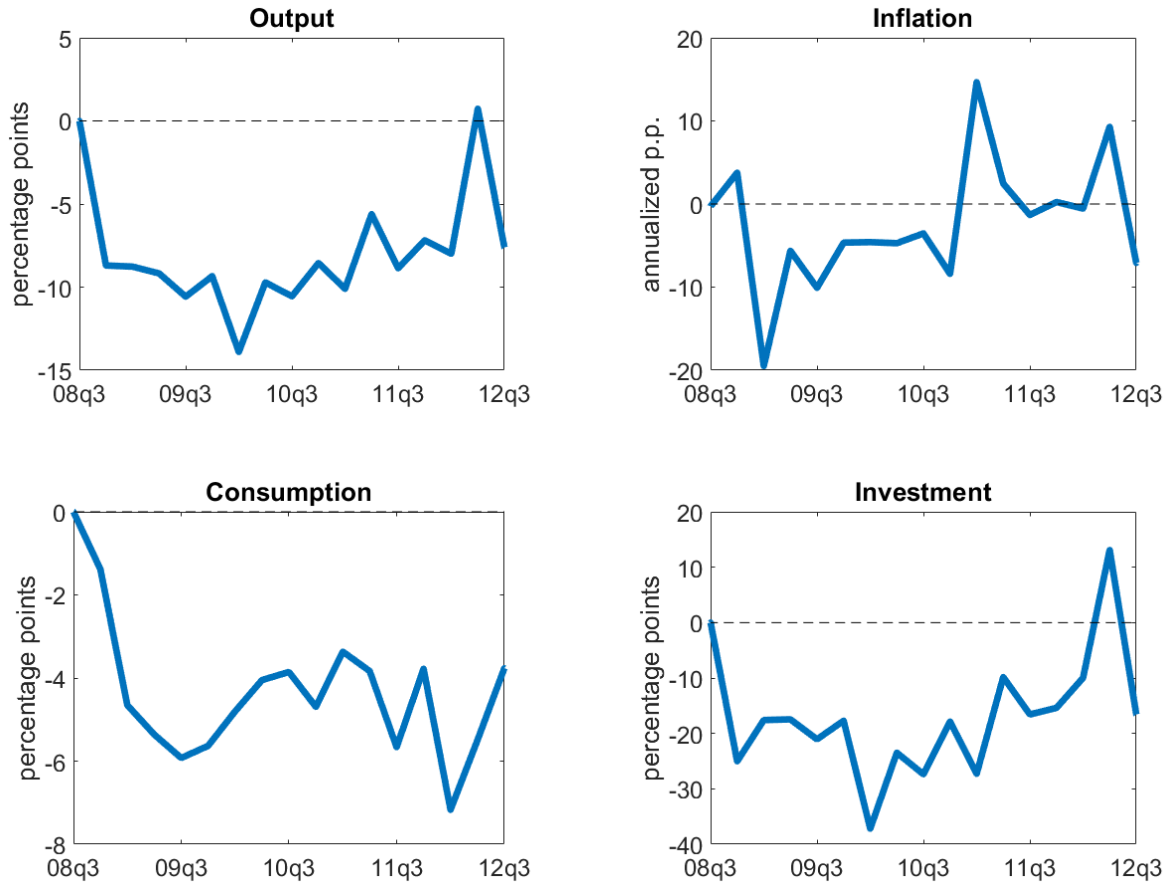 Output
percentage points
5
0
-5
-10
-15
08q3 09q3 10q3 11q3 12q3
Inflation
annualized p.p.
20
10
0
-10
-20
08q3 09q3 10q3 11q3 12q3
Consumption
percentage points
0
-2
-4
-6
-8
08q3 09q3 10q3 11q3 12q3
Investment
percentage points
20
10
0
-10
-20
-30
-40
08q3 09q3 10q3 11q3 12q3